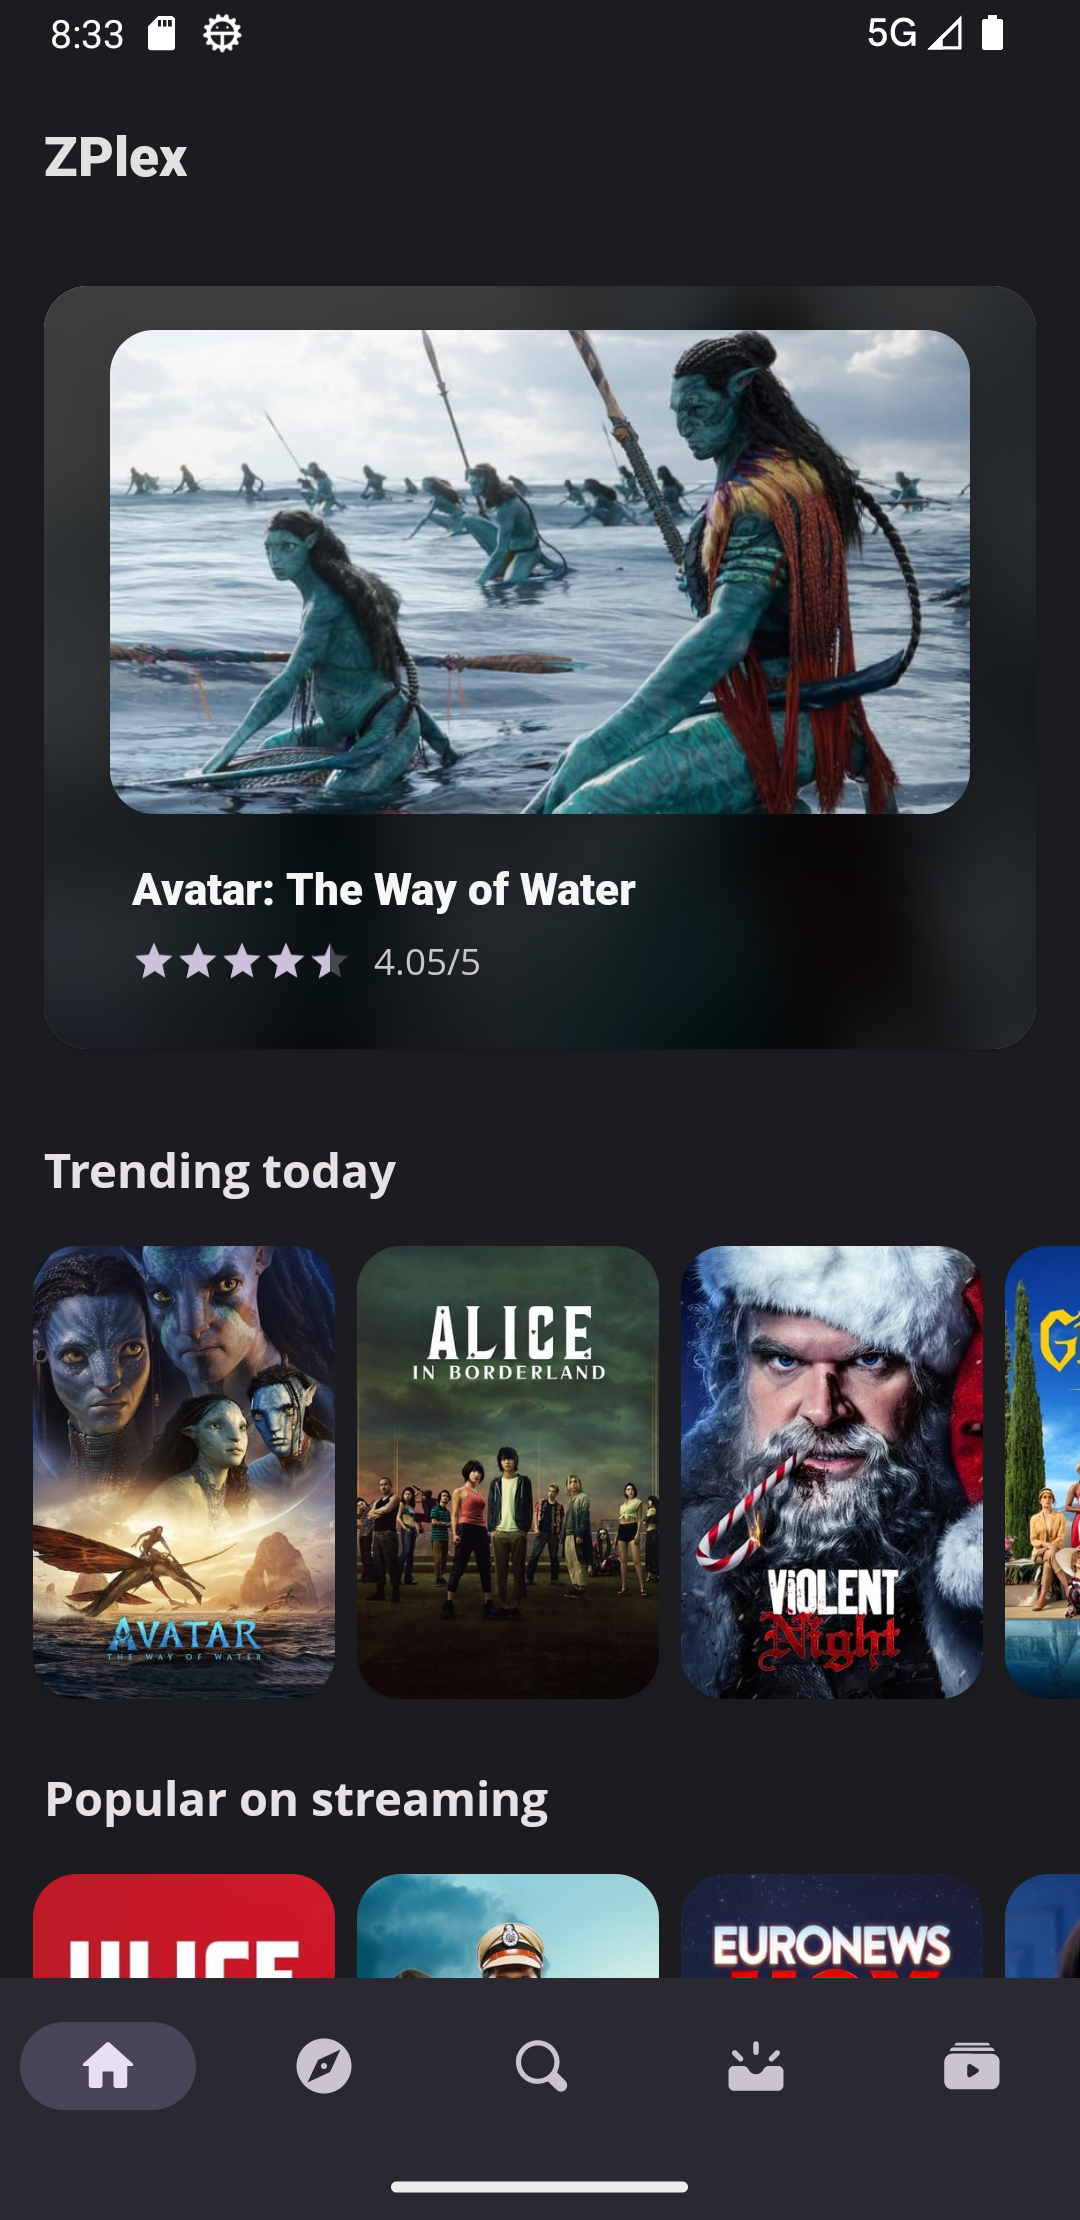 8:33
5G
ZPlex
Avatar: The Way of Water
4.05/5
Trending today
AVATAR
THE WAY OF WATER
ALICE
IN BORDERLAND
VIOLENT
Night
Popular on streaming
EURONEWS